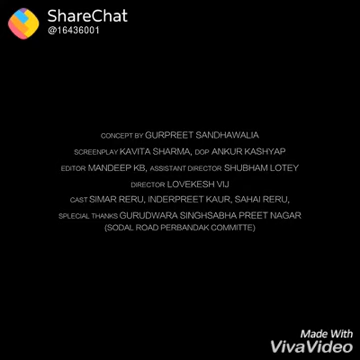 ShareChat
@16436001
CONCEPT BY GURPREET SANDHAWALIA
SCREENPLAY KAVITA SHARMA, DOP ANKUR KASHYAP
EDITOR MANDEEP KB, ASSISTANT DIRECTOR SHUBHAM LOTEY
DIRECTOR LOVEKESH VIJ
CAST SIMAR RERU, INDERPREET KAUR, SAHAI RERU,
SPLECIAL THANKS GURUDWARA SINGHSABHA PREET NAGAR
(SODAL ROAD PERBANDAK COMMITTE)
Made With
VivaVideo